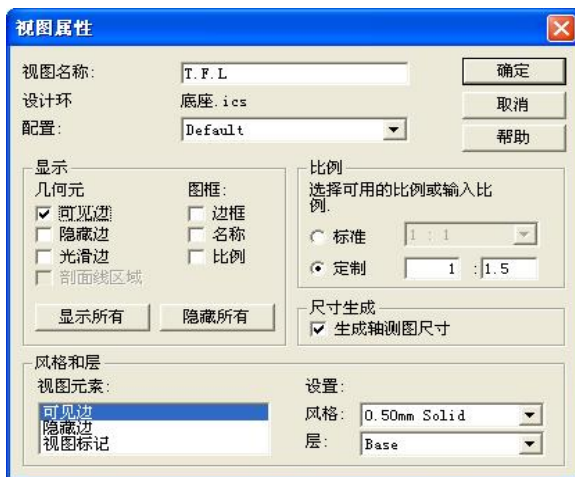 视图属性
视图名称: T.F.L 确定
设计环 底座.ics 取消
配置: Default 帮助
显示
几何元 图框:
可见边 边框
隐藏边 名称
光滑边 比例
剖面线区域
显示所有 隐藏所有
比例
选择可用的比例或输入比
例.
标准 1 : 1
定制 1 :1.5
尺寸生成
生成轴测图尺寸
风格和层
视图元素: 设置:
可见边
隐藏边
视图标记
风格: 0.50mm Solid
层: Base